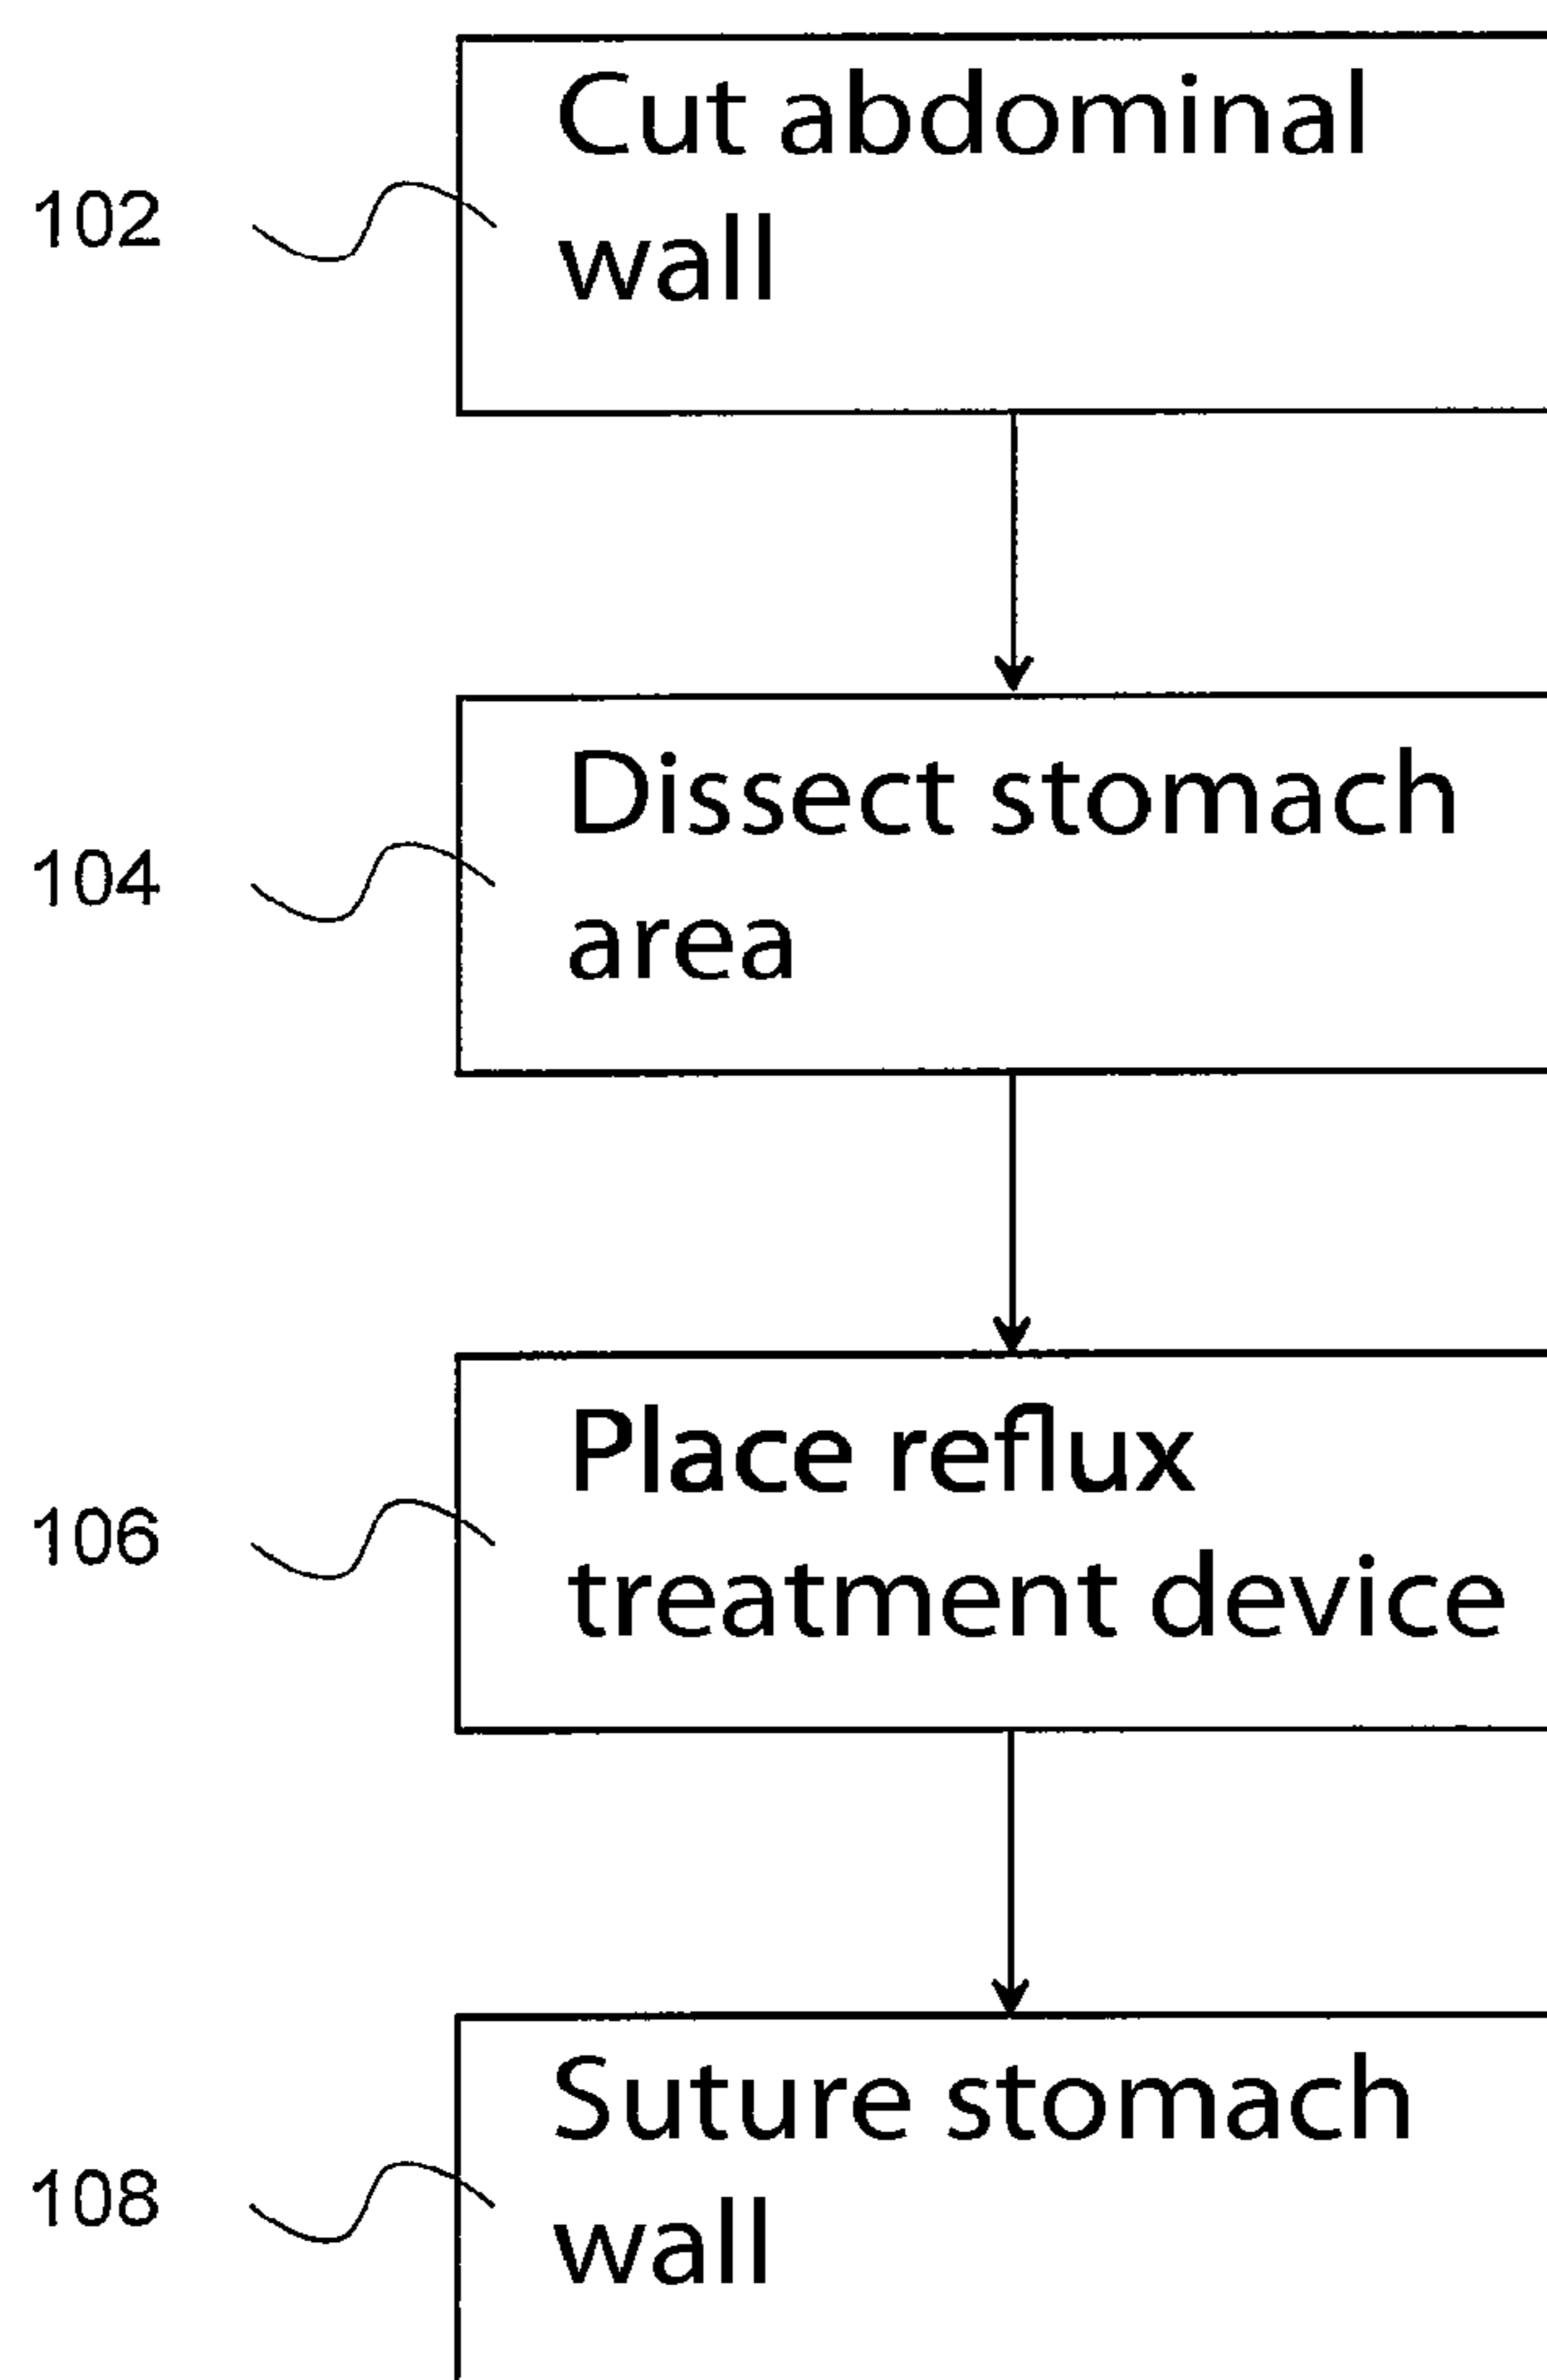 Cut abdominal
wall
102
Dissect stomach
area
104
Place reflux
treatment device
106
Suture stomach
wall
108